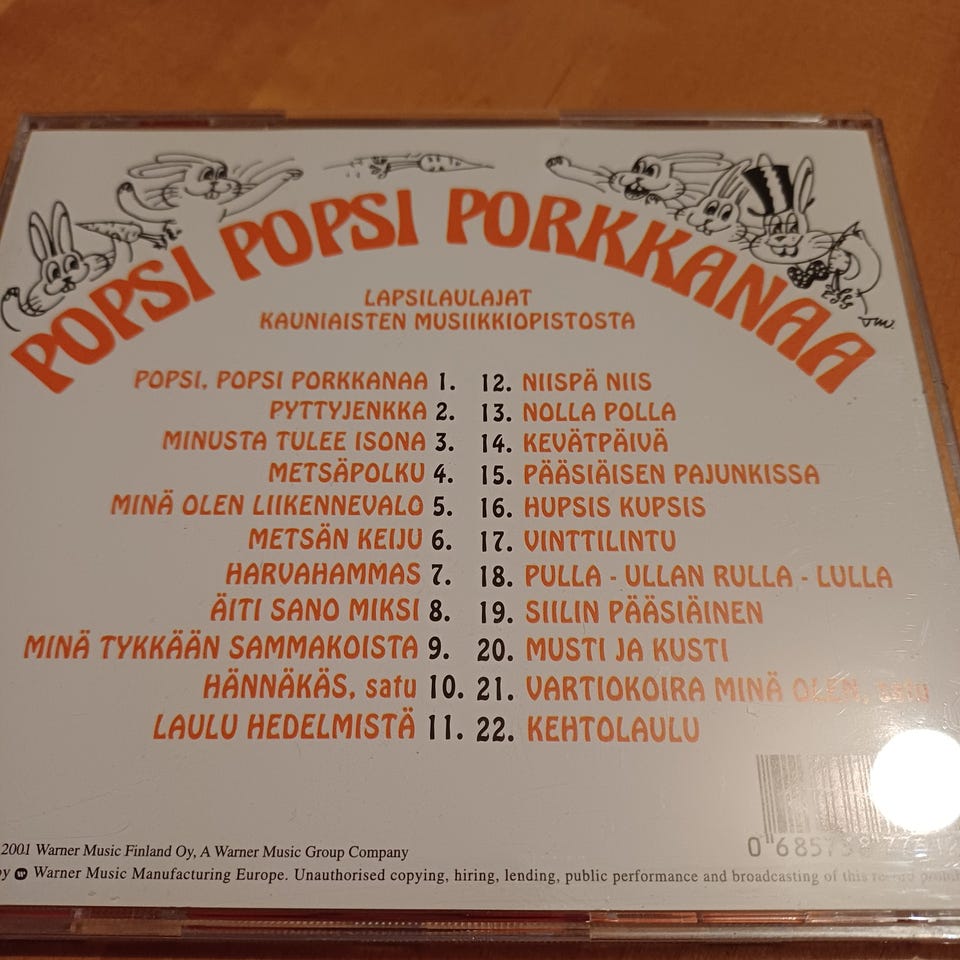 POPSI POPSI PORKKANAA
LAPSILAULAJAT
KAUNIAISTEN MUSIIKKIOPISTOSTA
POPSI, POPSI PORKKANAA 1.
PYTTYJENKKA 2.
MINUSTA TULEE ISONA 3.
METSÄPOLKU 4.
MINÄ OLEN LIIKENNEVALO 5.
METSÄN KEIJU 6.
HARVAHAMMAS 7.
ÄITI SANO MIKSI 8.
MINÄ TYKKÄÄN SAMMAKOISTA 9.
HÄNNÄKÄS, satu 10.
LAULU HEDELMISTÄ 11.
12. NIISPÄ NIIS
13. NOLLA POLLA
14. KEVÄTPÄIVÄ
15. PÄÄSIÄISEN PAJUNKISSA
16. HUPSIS KUPSIS
17. VINTTILINTU
18. PULLA - ULLAN RULLA - LULLA
19. SIILIN PÄÄSIÄINEN
20. MUSTI JA KUSTI
21. VARTIOKOIRA MINÄ OLEN, satu
22. KEHTOLAULU
2001 Warner Music Finland Oy, A Warner Music Group Company
Warner Music Manufacturing Europe. Unauthorised copying, hiring, lending, public performance and broadcasting of this record